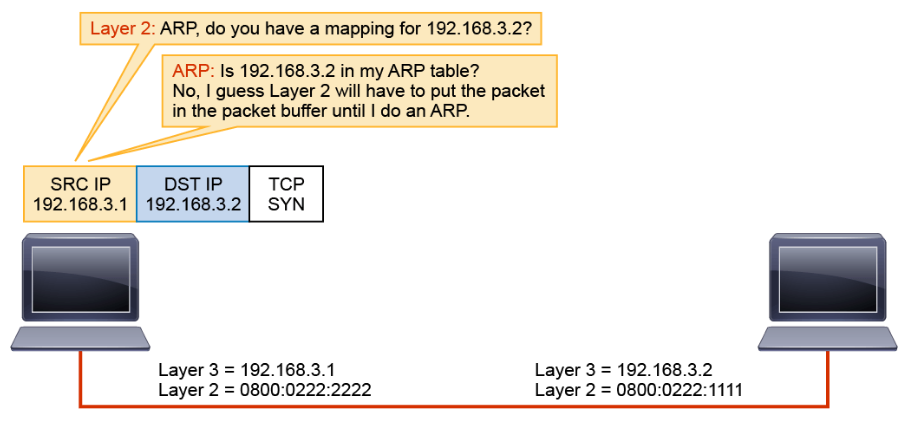 Layer 2: ARP, do you have a mapping for 192.168.3.2?
ARP: Is 192.168.3.2 in my ARP table?
No, I guess Layer 2 will have to put the packet
in the packet buffer until I do an ARP.
SRC IP
192.168.3.1
DST IP
192.168.3.2
TCP
SYN
Layer 3 = 192.168.3.1
Layer 2 = 0800:0222:2222
Layer 3 = 192.168.3.2
Layer 2 = 0800:0222:1111